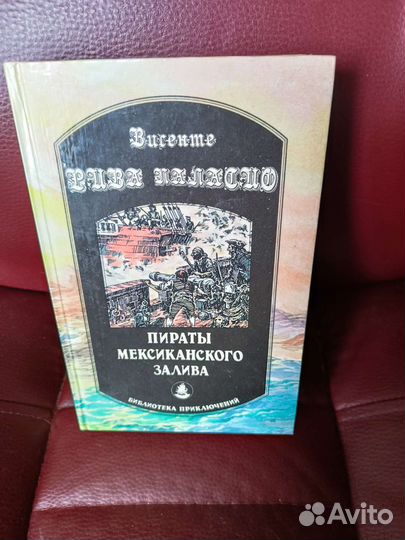 Висенте
РИВА ПАЛАСИО
ПИРАТЫ
МЕКСИКАНСКОГО
ЗАЛИВА
БИБЛИОТЕКА ПРИКЛЮЧЕНИЙ
Avito